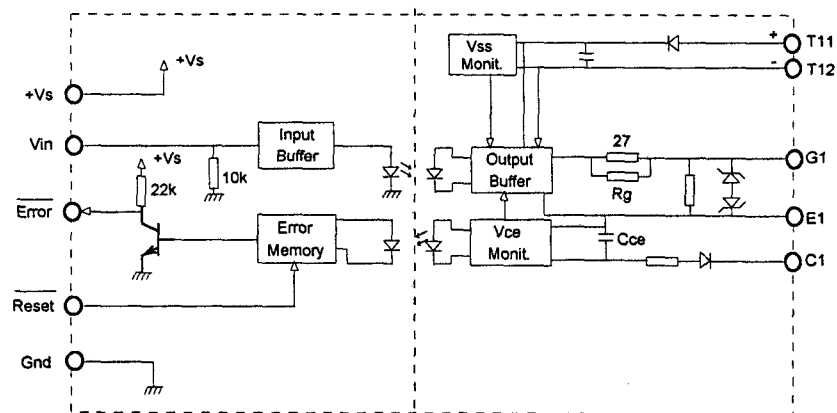 +Vs
+Vs
Vin
+Vs
22k
10k
Input
Buffer
Error
Error
Memory
Reset
Gnd
Vss
Monit.
+
T11
-
T12
Output
Buffer
27
Rg
G1
E1
Vce
Monit.
Cce
C1